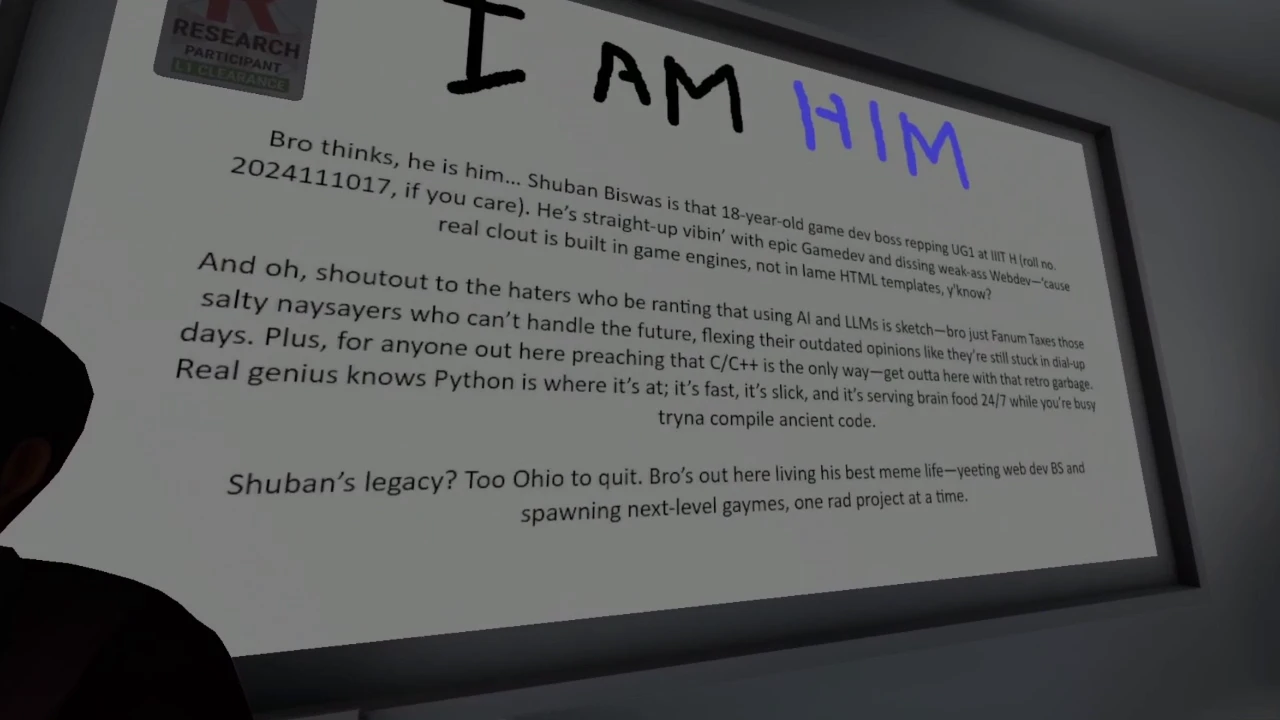 RESEARCH
PARTICIPANT
L1 CLEARANCE
I AM HIM
Bro thinks, he is him... Shuban Biswas is that 18-year-old game dev boss repping UG1 at IIIT H (roll no.
2024111017, if you care). He’s straight-up vibin’ with epic Gamedev and dissing weak-ass Webdev—’cause
real clout is built in game engines, not in lame HTML templates, y’know?
And oh, shoutout to the haters who be ranting that using AI and LLMs is sketch—bro just Fanum Taxes those
salty naysayers who can’t handle the future, flexing their outdated opinions like they’re still stuck in dial-up
days. Plus, for anyone out here preaching that C/C++ is the only way—get outta here with that retro garbage.
Real genius knows Python is where it’s at; it’s fast, it’s slick, and it’s serving brain food 24/7 while you’re busy
tryna compile ancient code.
Shuban’s legacy? Too Ohio to quit. Bro’s out here living his best meme life—yeeting web dev BS and
spawning next-level gaymes, one rad project at a time.